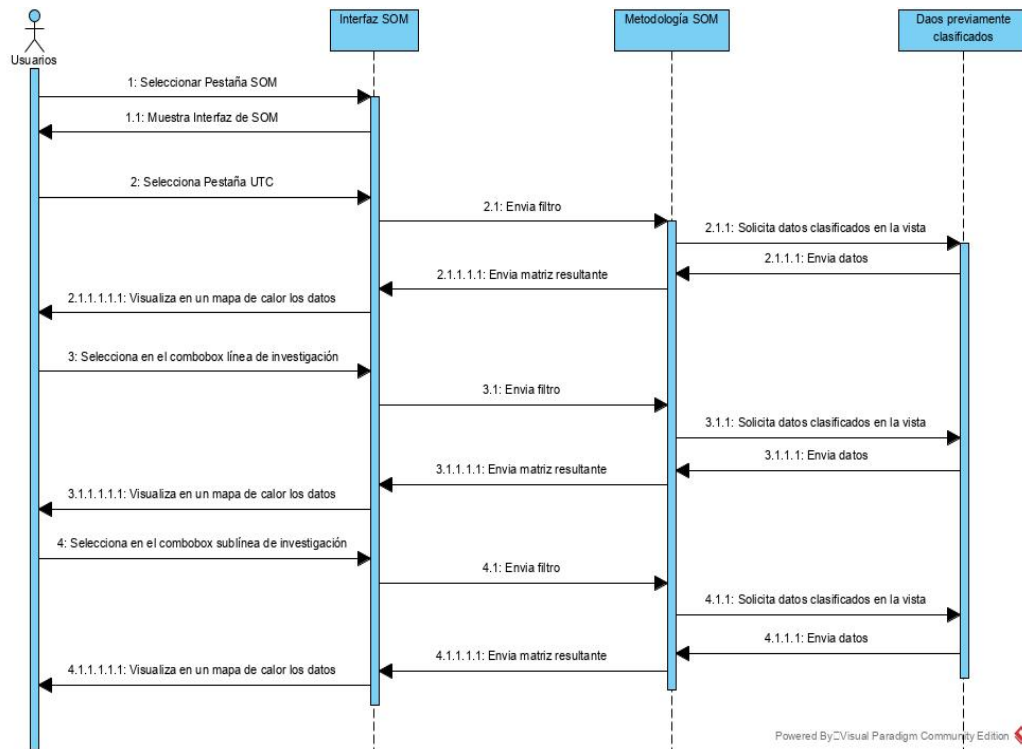 Usuarios
Interfaz SOM
Metodología SOM
Daos previamente
clasificados
1: Seleccionar Pestaña SOM
1.1: Muestra Interfaz de SOM
2: Selecciona Pestaña UTC
2.1: Envia filtro
2.1.1: Solicita datos clasificados en la vista
2.1.1.1: Envia datos
2.1.1.1.1: Envia matriz resultante
2.1.1.1.1.1: Visualiza en un mapa de calor los datos
3: Selecciona en el combobox línea de investigación
3.1: Envia filtro
3.1.1: Solicita datos clasificados en la vista
3.1.1.1: Envia datos
3.1.1.1.1: Envia matriz resultante
3.1.1.1.1.1: Visualiza en un mapa de calor los datos
4: Selecciona en el combobox sublínea de investigación
4.1: Envia filtro
4.1.1: Solicita datos clasificados en la vista
4.1.1.1: Envia datos
4.1.1.1.1: Envia matriz resultante
4.1.1.1.1.1: Visualiza en un mapa de calor los datos
Powered By Visual Paradigm Community Edition